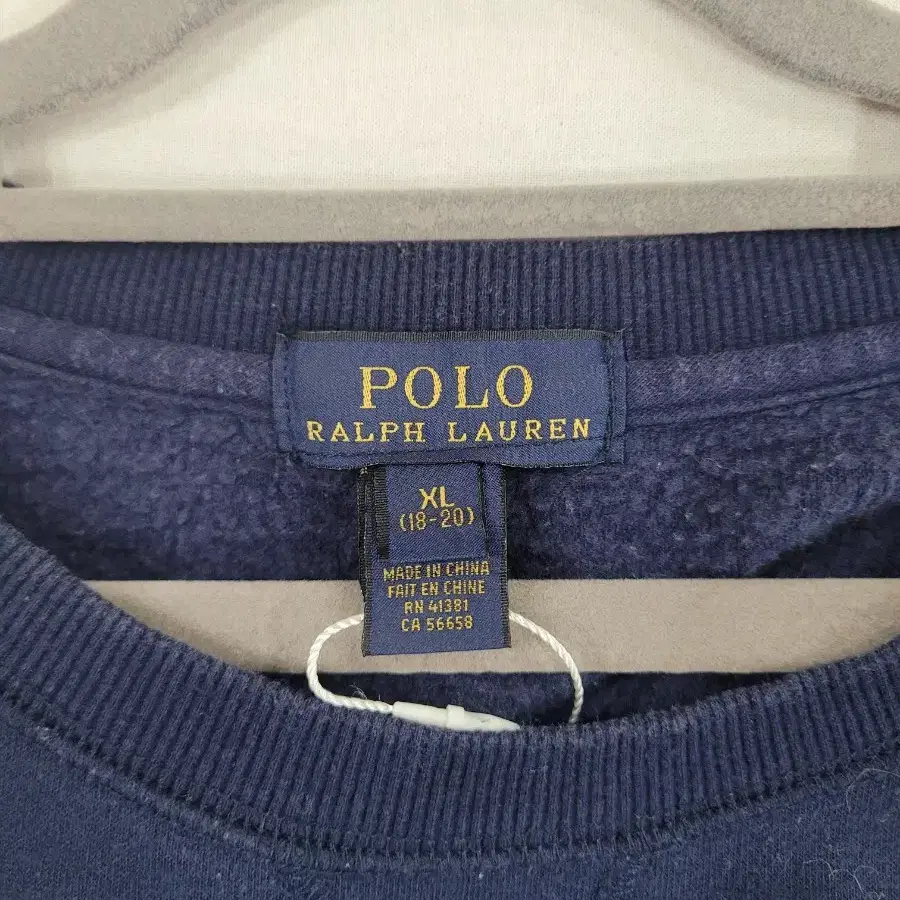 POLO
RALPH LAUREN
XL
(18-20)
MADE IN CHINA
FAIT EN CHINE
RN 41381
CA 56658